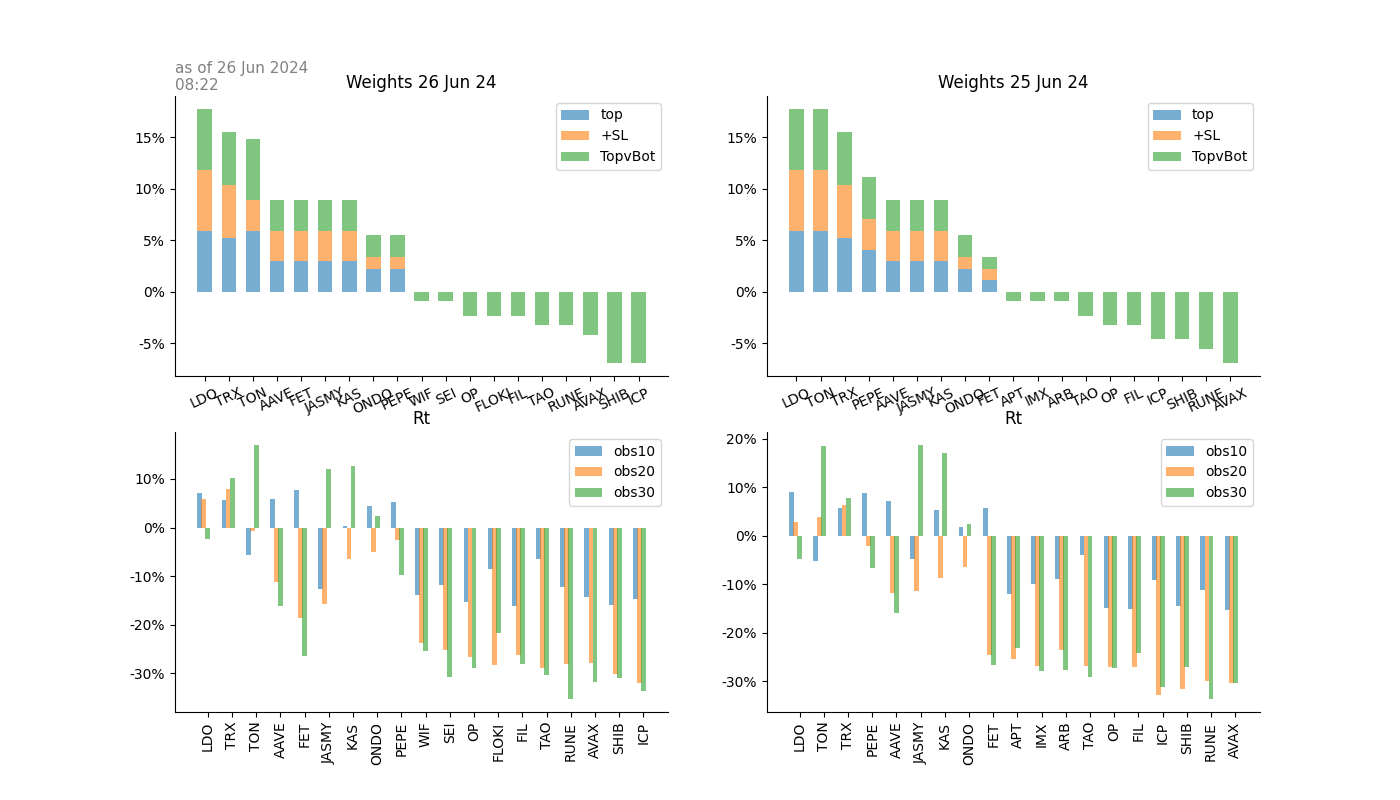 as of 26 Jun 2024
08:22
Weights 26 Jun 24
15%
10%
5%
0%
-5%
top
+SL
TopvBot
LDO TRX TON AAVE FET JASMY KAS ONDO PEPE WIF SEI OP FLOKI FIL TAO RUNE AVAX SHIB ICP
Weights 25 Jun 24
15%
10%
5%
0%
-5%
top
+SL
TopvBot
LDO TON TRX PEPE AAVE JASMY KAS ONDO FET APT IMX ARB TAO OP FIL ICP SHIB RUNE AVAX
Rt
10%
0%
-10%
-20%
-30%
obs10
obs20
obs30
LDO TRX TON AAVE FET JASMY KAS ONDO PEPE WIF SEI OP FLOKI FIL TAO RUNE AVAX SHIB ICP
Rt
20%
10%
0%
-10%
-20%
-30%
obs10
obs20
obs30
LDO TON TRX PEPE AAVE JASMY KAS ONDO FET APT IMX ARB TAO OP FIL ICP SHIB RUNE AVAX